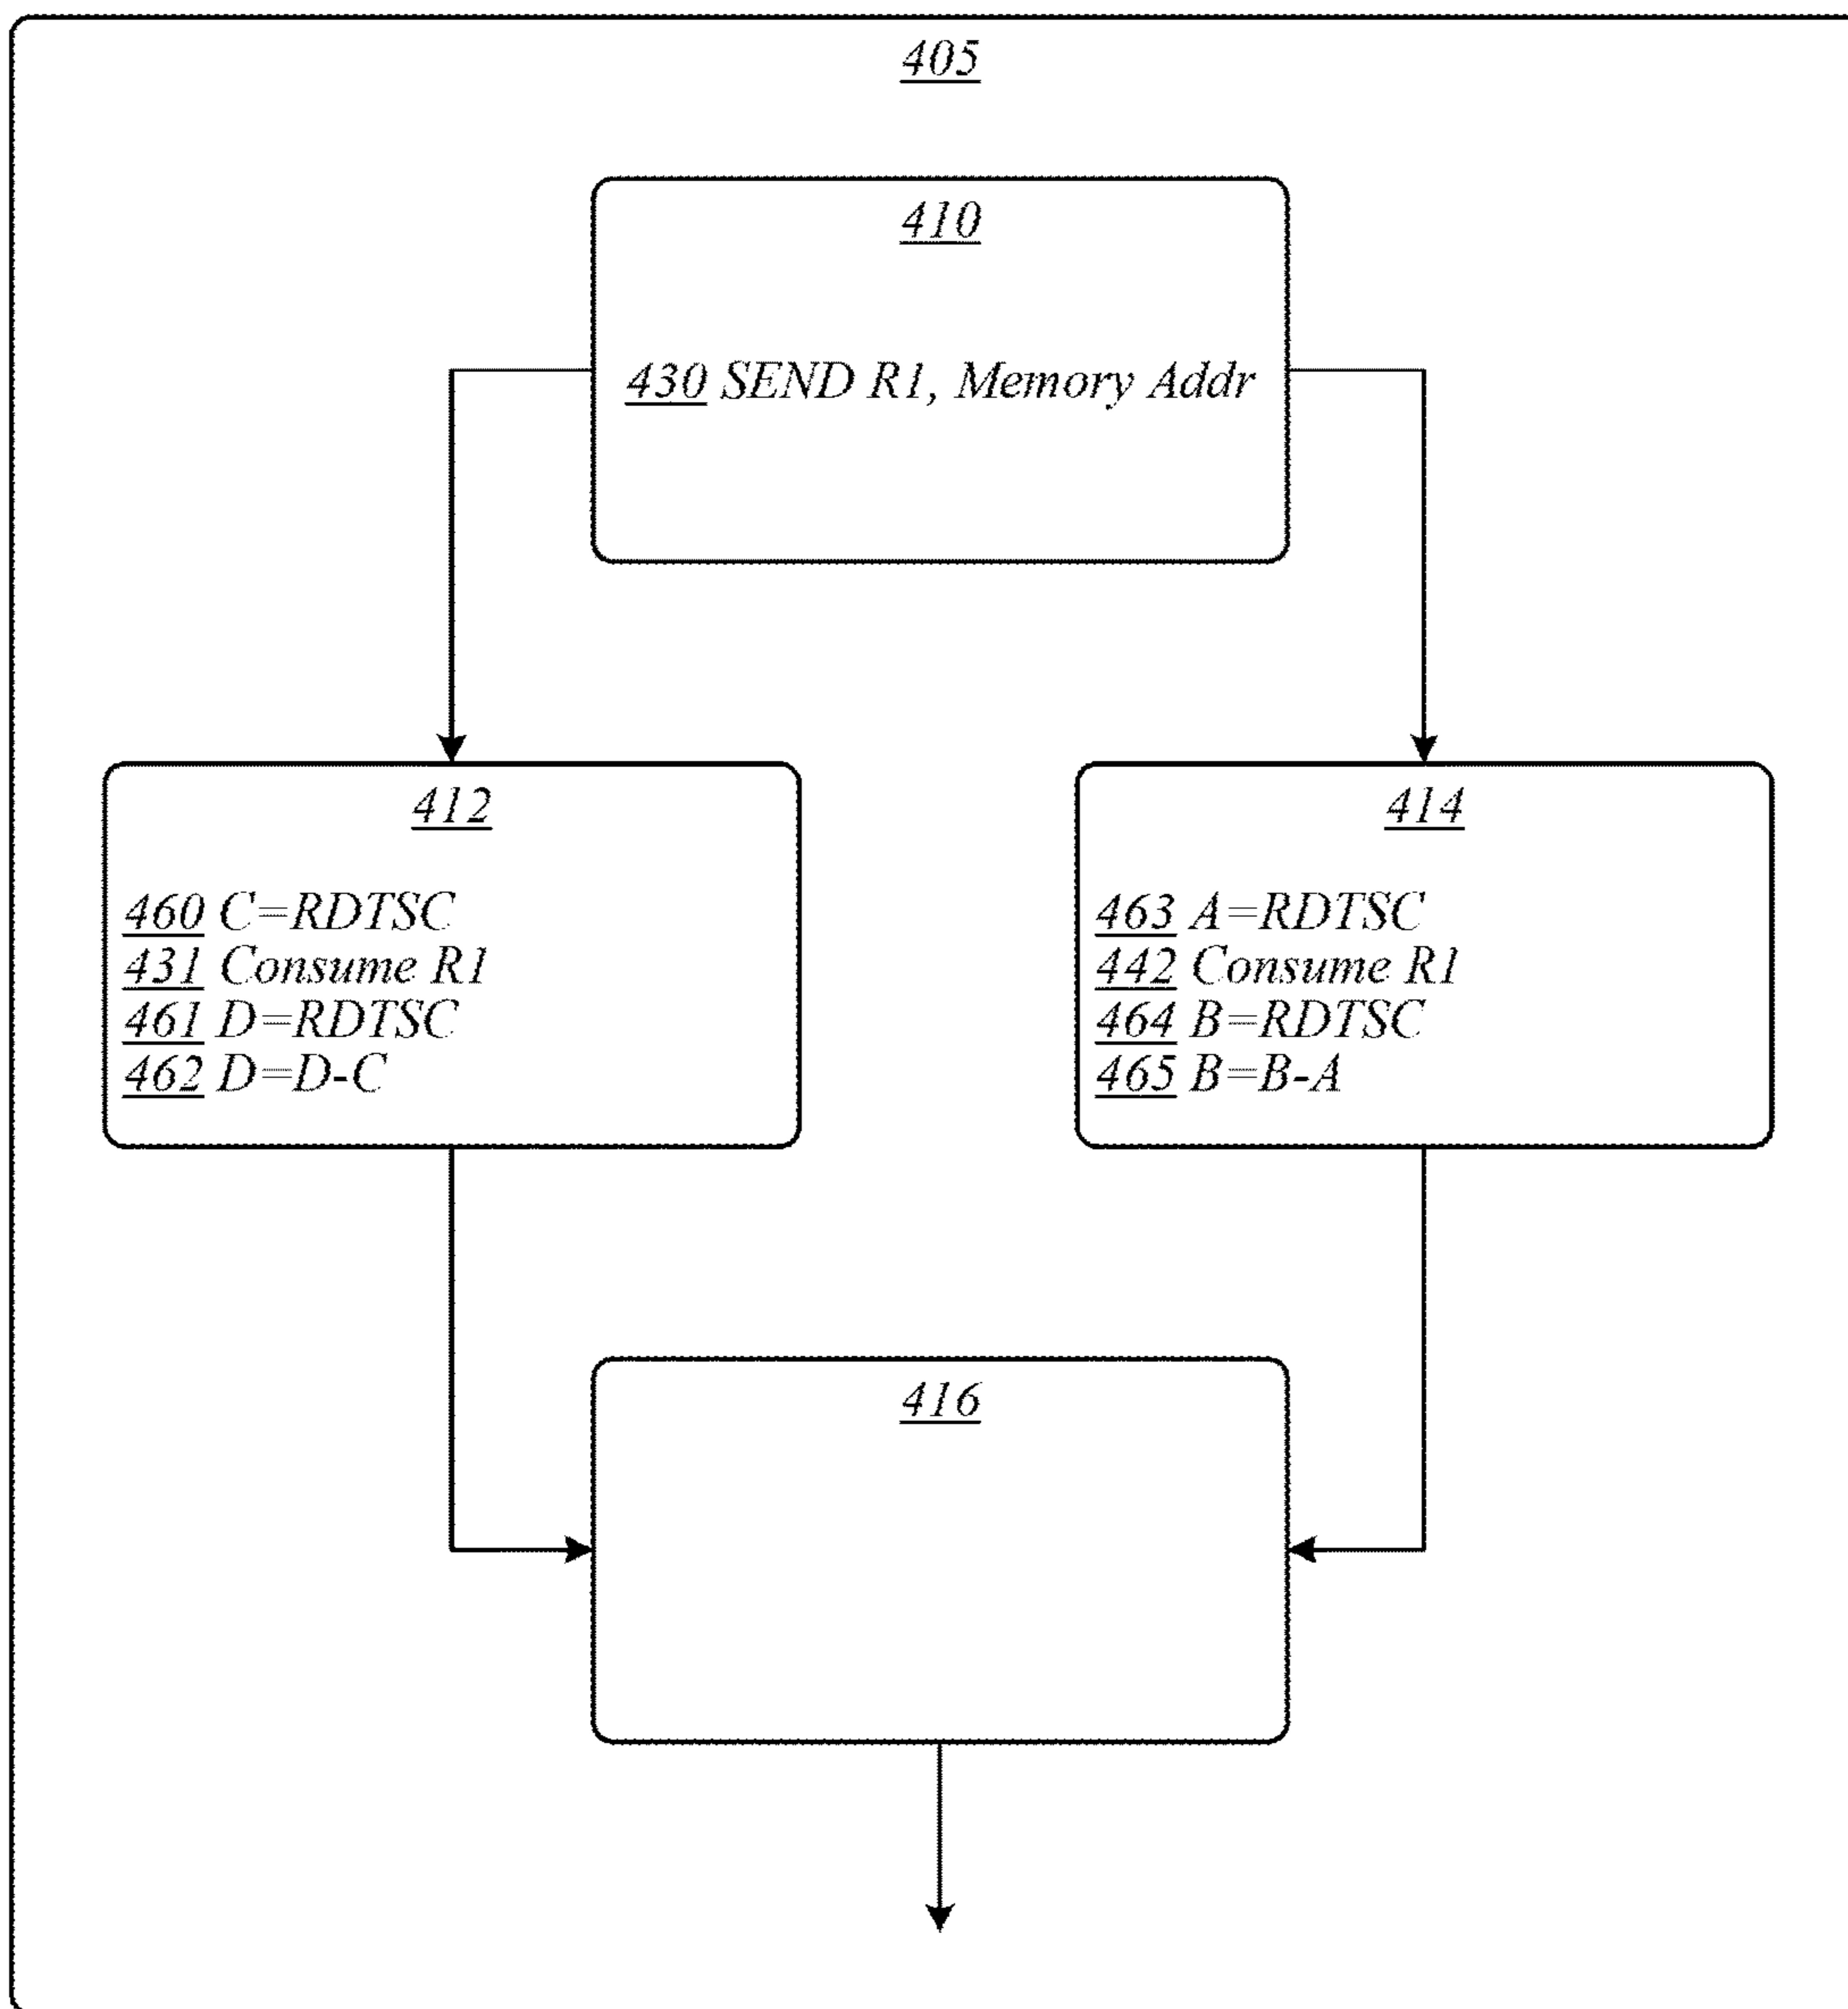 405
410
430 SEND R1, Memory Addr
412
460 C=RDTSC
431 Consume R1
461 D=RDTSC
462 D=D-C
414
463 A=RDTSC
442 Consume R1
464 B=RDTSC
465 B=B-A
416